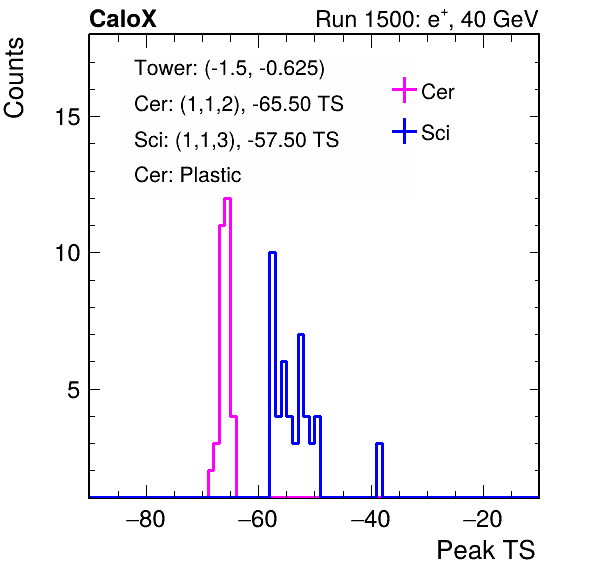 CaloX Run 1500: e⁺, 40 GeV
Counts
Tower: (-1.5, -0.625)
Cer: (1,1,2), -65.50 TS
Sci: (1,1,3), -57.50 TS
Cer: Plastic
Cer
Sci
15
10
5
−80 −60 −40 −20
Peak TS